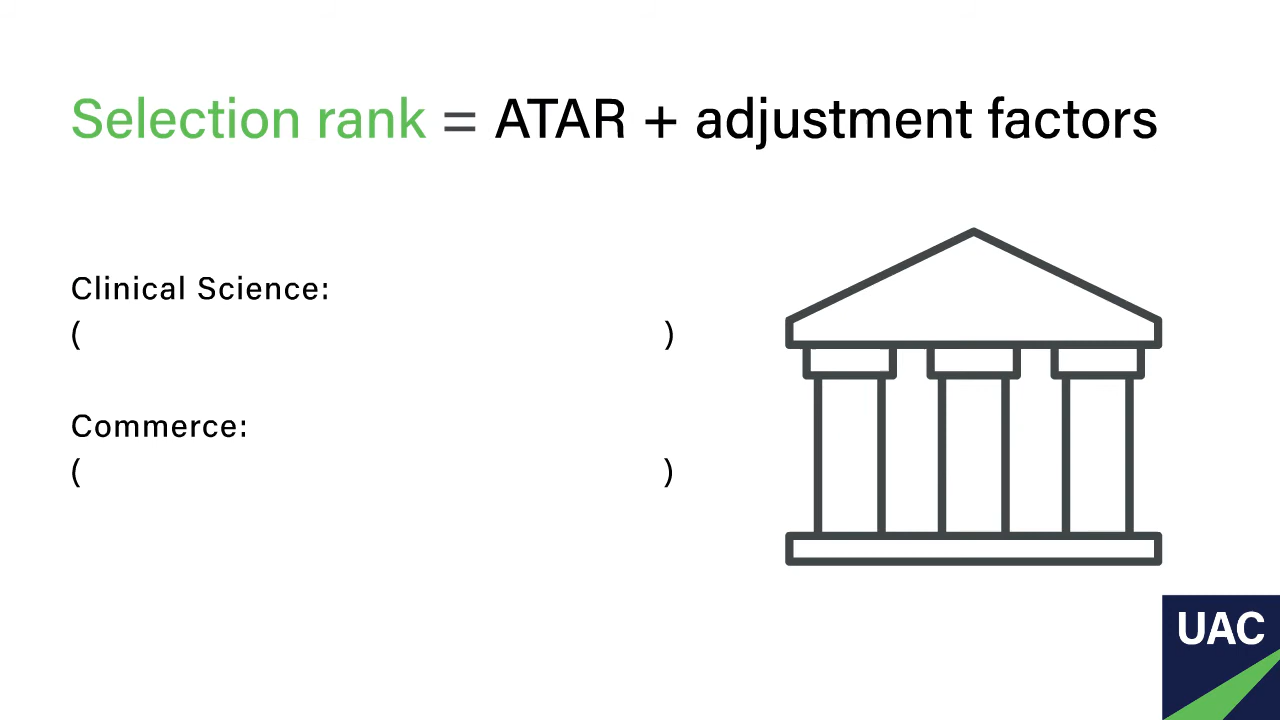 Selection rank = ATAR + adjustment factors
Clinical Science:
( )
Commerce:
( )
UAC